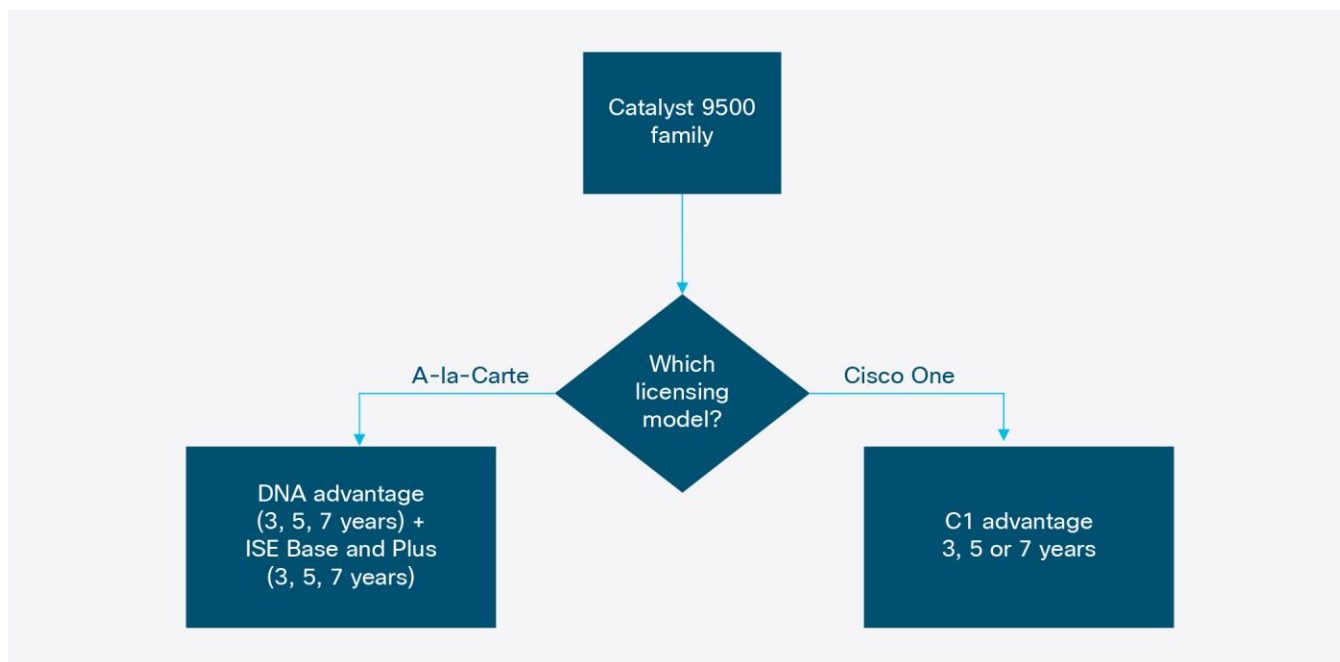 Catalyst 9500
family
Which
licensing
model?
A-la-Carte
Cisco One
DNA advantage
(3, 5, 7 years) +
ISE Base and Plus
(3, 5, 7 years)
C1 advantage
3, 5 or 7 years